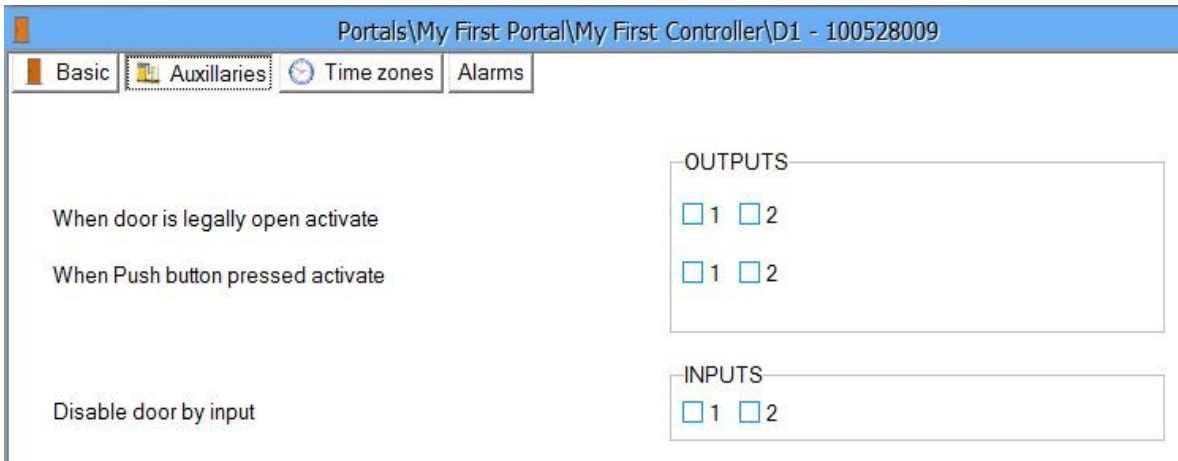 Portals\My First Portal\My First Controller\D1 - 100528009
Basic Auxillaries Time zones Alarms
OUTPUTS
When door is legally open activate 1 2
When Push button pressed activate 1 2
INPUTS
Disable door by input 1 2